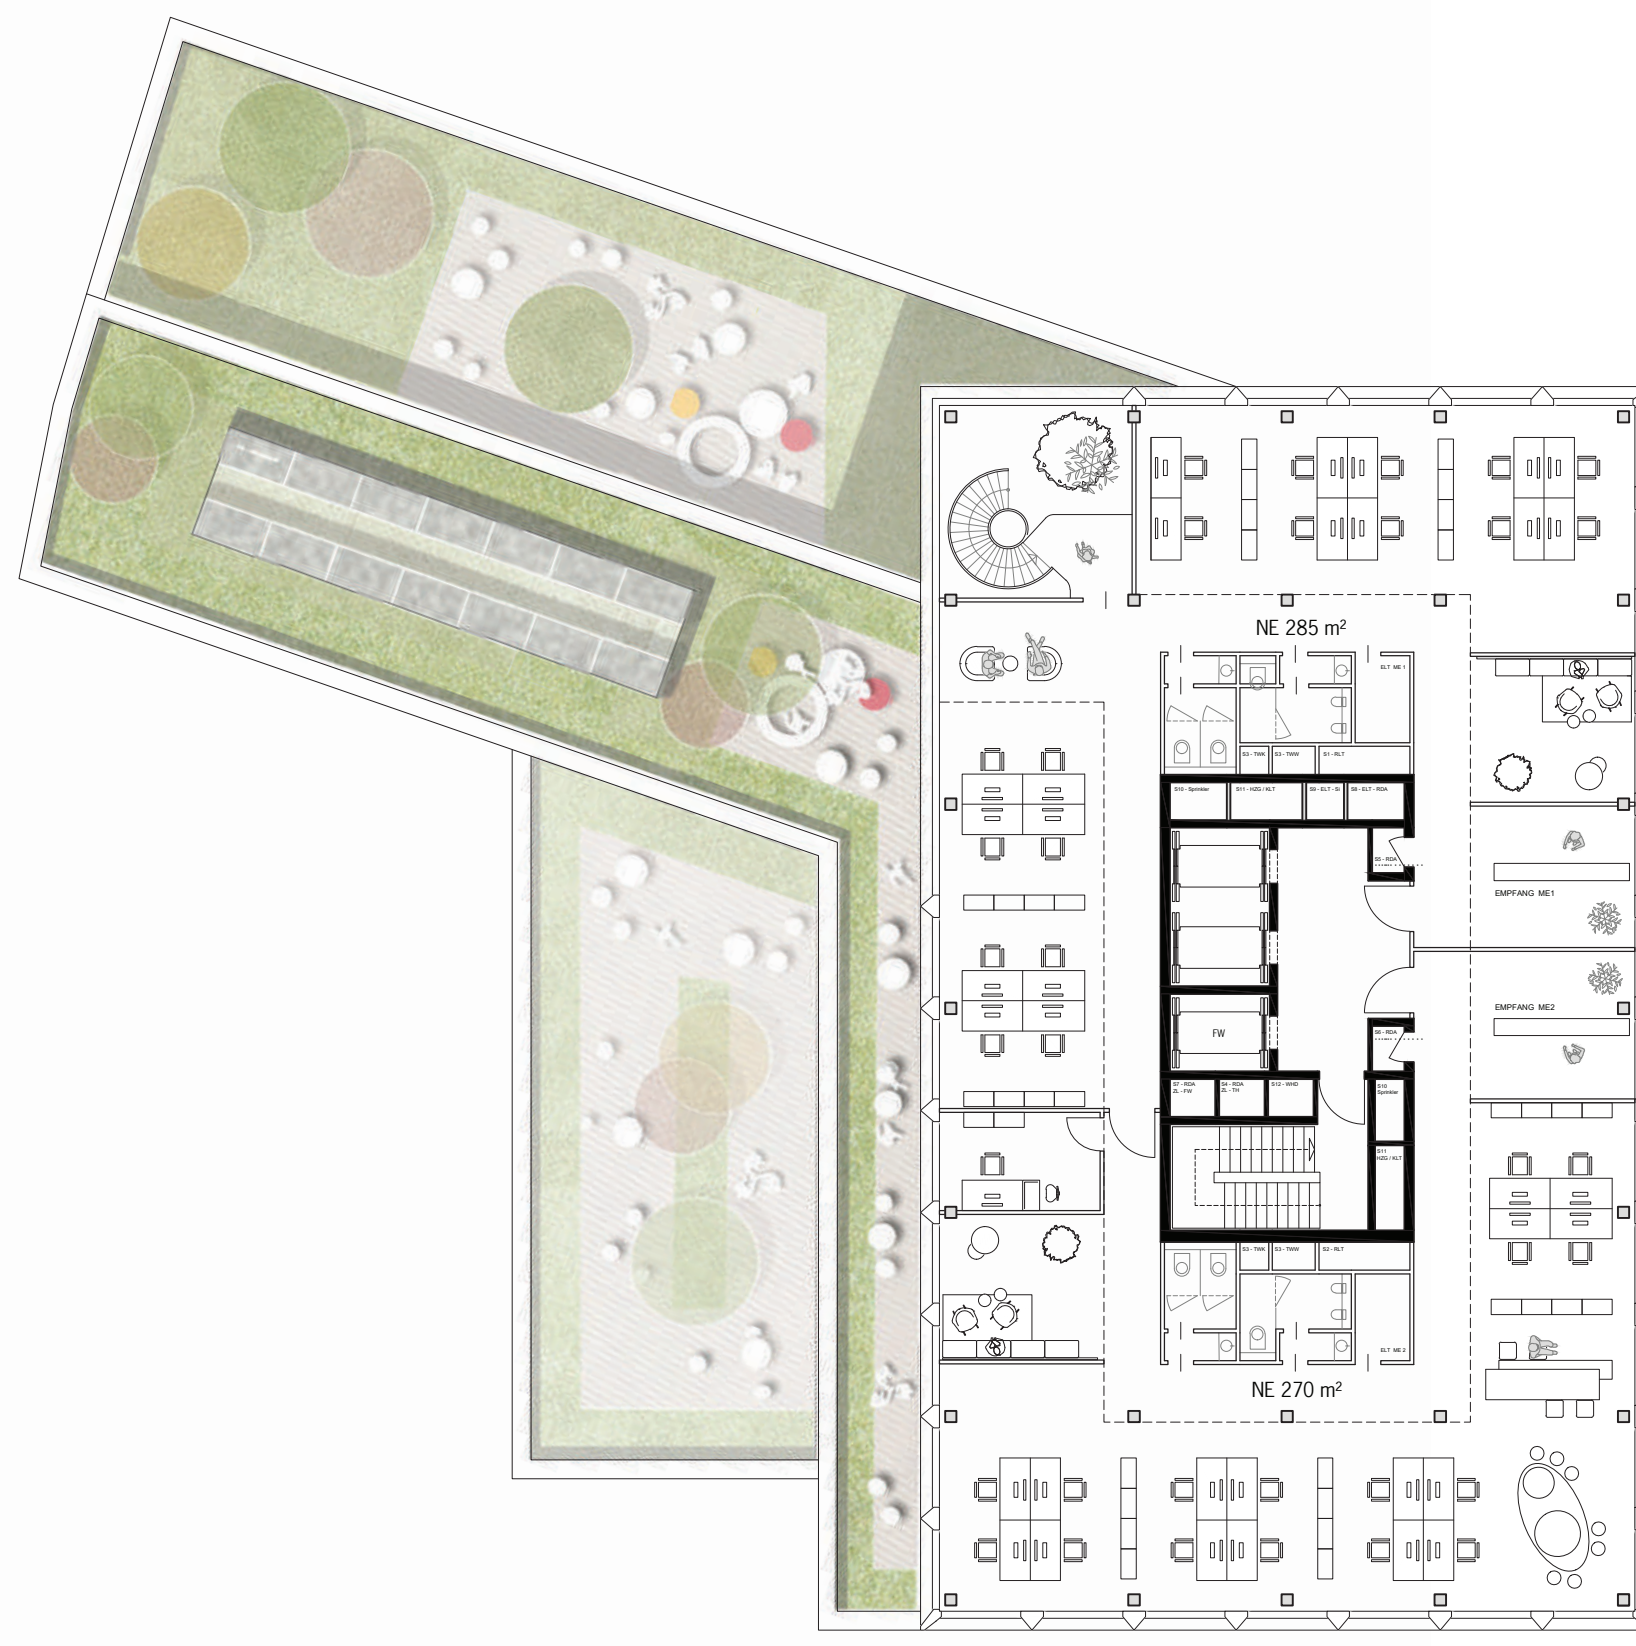 NE 285 m²
ELT ME 1
S3 - TWK
S3 - TWW
S1 - RLT
S10 - Sprinkler
S11 - HZG / KLT
S9 - ELT - Si
S8 - ELT - RDA
S5 - RDA
EMPFANG ME1
EMPFANG ME2
FW
S6 - RDA
S7 - RDA
ZL - FW
S4 - RDA
ZL - TH
S12 - WHD
S10
Sprinkler
S11
HZG / KLT
S3 - TWK
S3 - TWW
S2 - RLT
ELT ME 2
NE 270 m²